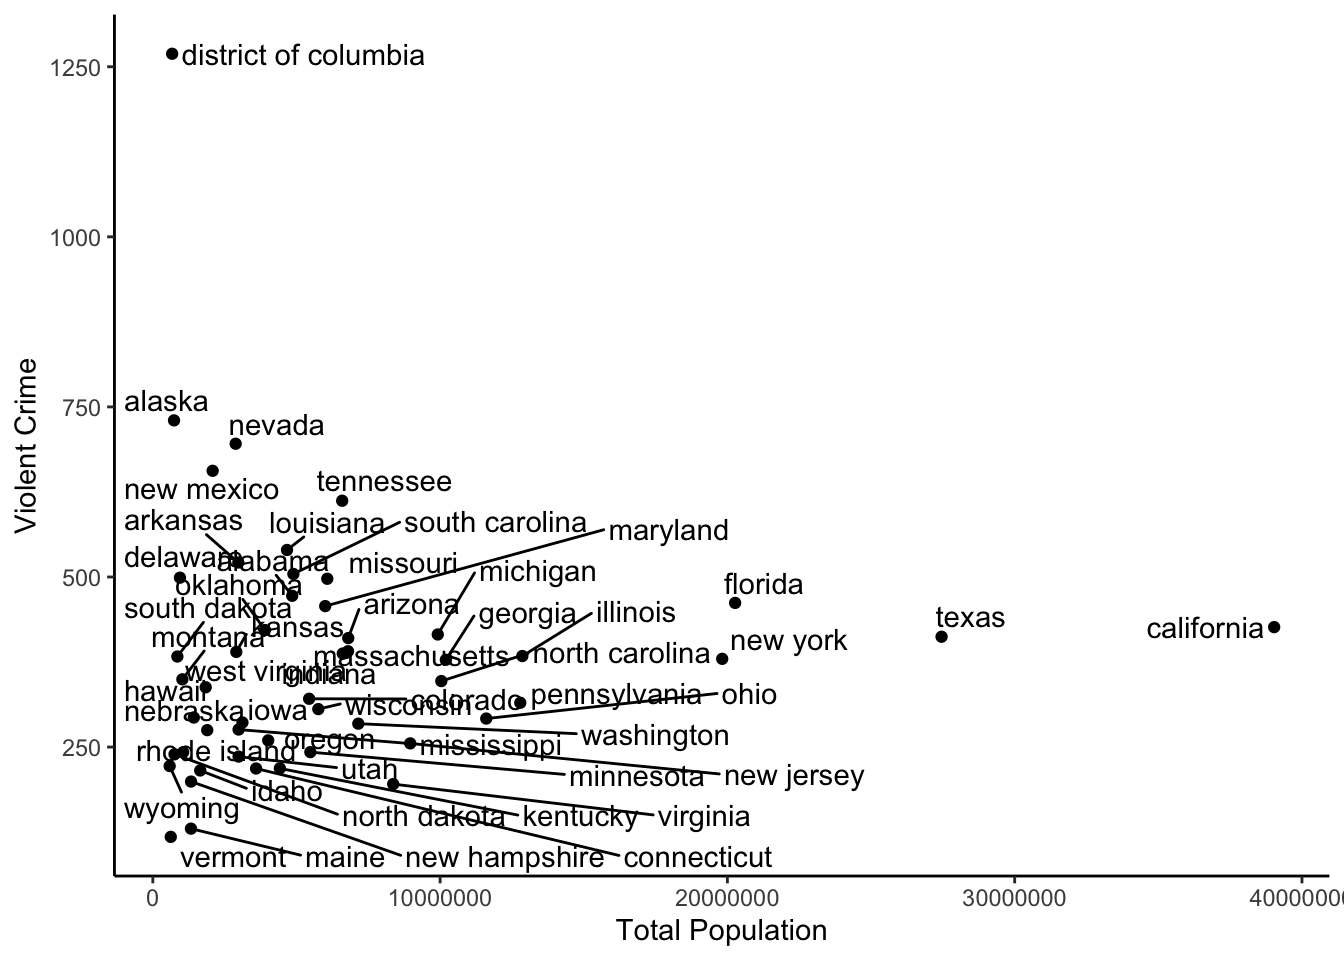 district of columbia
1250
1000
Violent Crime
alaska
750
nevada
tennessee
new mexico
arkansas
louisiana
south carolina
maryland
delaware
alabama
missouri
michigan
500
oklahoma
florida
south dakota
arizona
georgia
illinois
texas
kansas
california
montana
new york
massachusetts
north carolina
west virginia
indiana
hawaii
colorado
pennsylvania
ohio
nebraska
iowa
wisconsin
250
rhode island
oregon
mississippi
washington
utah
minnesota
new jersey
idaho
wyoming
north dakota
kentucky
virginia
vermont
maine
new hampshire
connecticut
0
10000000
20000000
30000000
4000000
Total Population